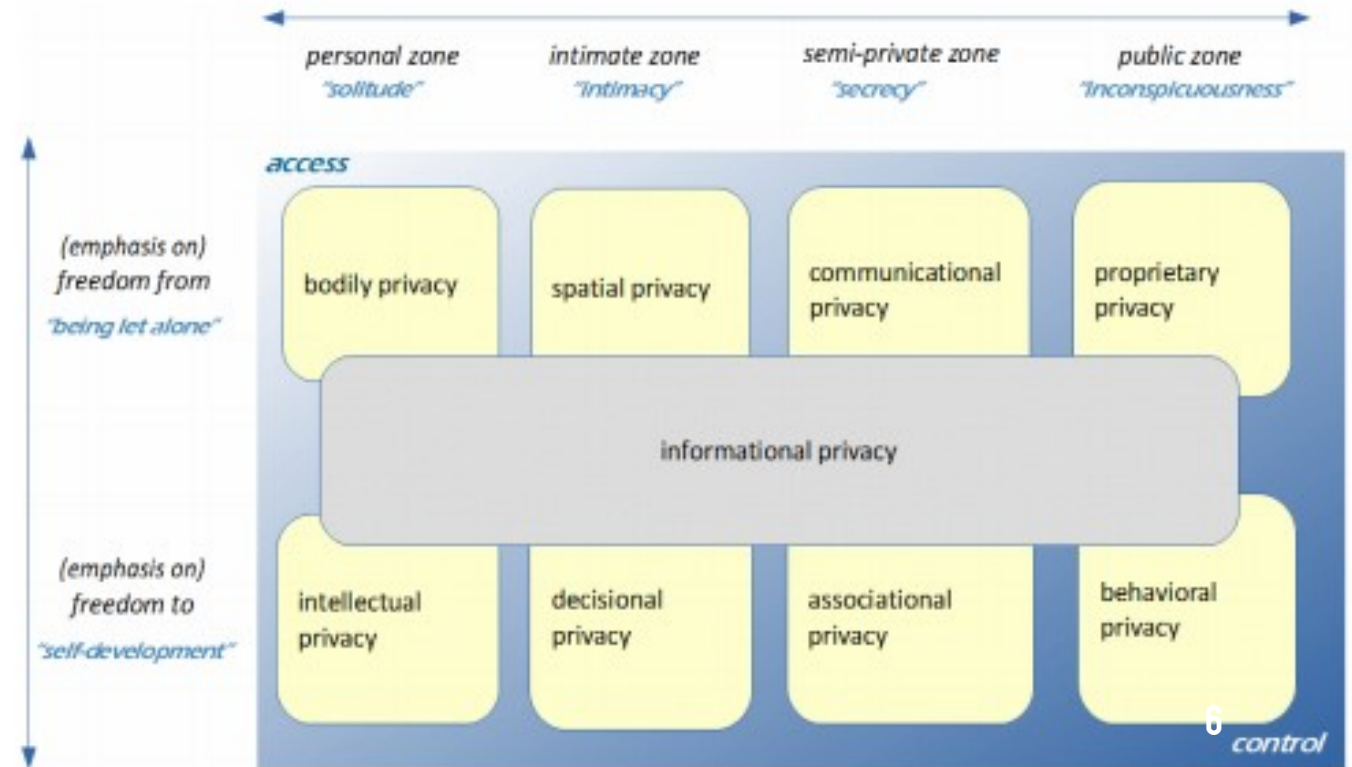 personal zone
"solitude"
intimate zone
"intimacy"
semi-private zone
"secrecy"
public zone
"inconspicuousness"
access
(emphasis on)
freedom from
"being let alone"
bodily privacy
spatial privacy
communicational
privacy
proprietary
privacy
informational privacy
(emphasis on)
freedom to
"self-development"
intellectual
privacy
decisional
privacy
associational
privacy
behavioral
privacy
6
control